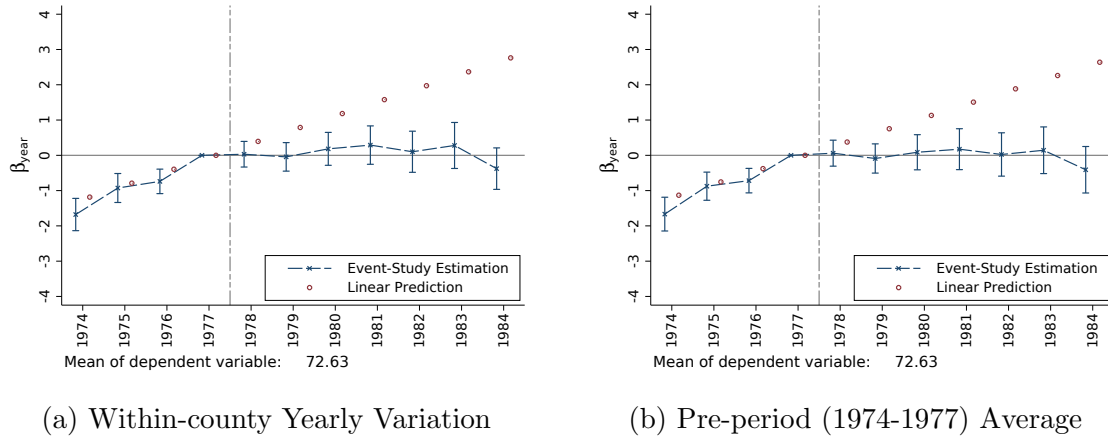 4
3
2
1
0
-1
-2
-3
-4
βyear
Event-Study Estimation
Linear Prediction
1974 1975 1976 1977 1978 1979 1980 1981 1982 1983 1984
Mean of dependent variable: 72.63
(a) Within-county Yearly Variation
4
3
2
1
0
-1
-2
-3
-4
βyear
Event-Study Estimation
Linear Prediction
1974 1975 1976 1977 1978 1979 1980 1981 1982 1983 1984
Mean of dependent variable: 72.63
(b) Pre-period (1974-1977) Average